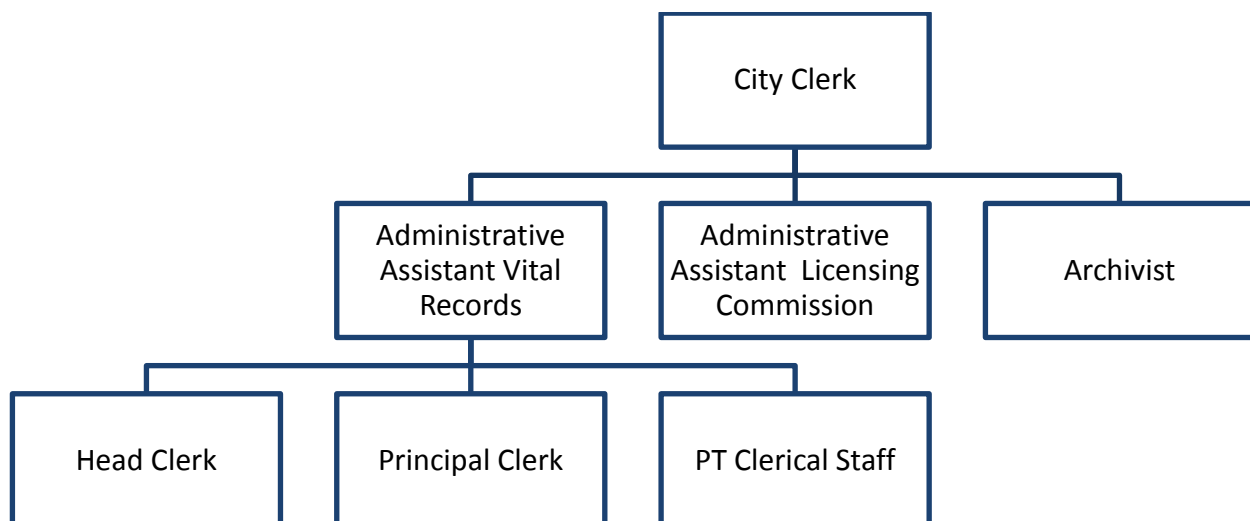 City Clerk
Administrative
Assistant Vital
Records
Administrative
Assistant  Licensing
Commission
Archivist
Head Clerk
Principal Clerk
PT Clerical Staff